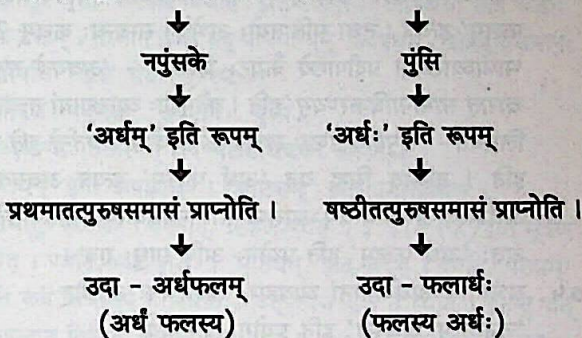 नपुंसके
पुंसि
‘अर्धम्’ इति रूपम्
‘अर्धः’ इति रूपम्
प्रथमातत्पुरुषसमासं प्राप्नोति ।
षष्ठीतत्पुरुषसमासं प्राप्नोति ।
उदा - अर्धफलम्
उदा - फलार्धः
(अर्धं फलस्य)
(फलस्य अर्धः)